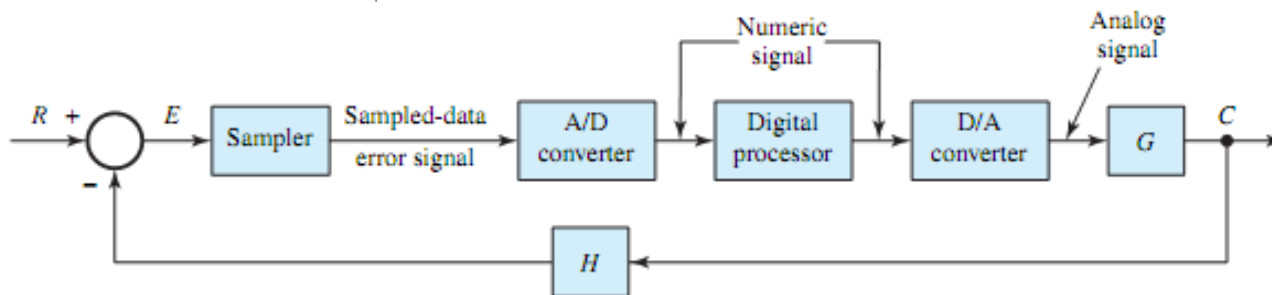 Numeric
signal
Analog
signal
R +
E
Sampler
Sampled-data
error signal
A/D
converter
Digital
processor
D/A
converter
G
C
−
H